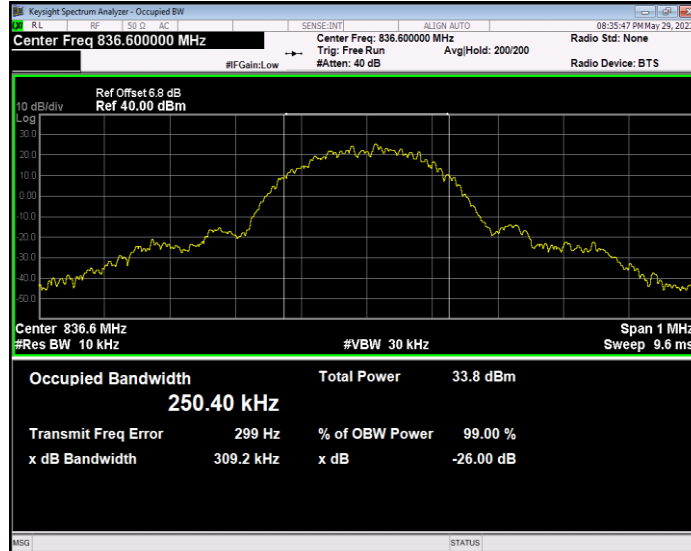 Keysight Spectrum Analyzer - Occupied BW
RL RF 50 Ω AC SENSE:INT ALIGN AUTO 08:35:47 PM May 29, 202
Center Freq 836.600000 MHz
Center Freq: 836.600000 MHz
Radio Std: None
Trig: Free Run Avg|Hold: 200/200
#IFGain:Low #Atten: 40 dB Radio Device: BTS
Ref Offset 6.8 dB
10 dB/div Ref 40.00 dBm
Log
30.0
20.0
10.0
0.00
-10.0
-20.0
-30.0
-40.0
-50.0
Center 836.6 MHz Span 1 MHz
#Res BW 10 kHz #VBW 30 kHz Sweep 9.6 ms
Occupied Bandwidth Total Power 33.8 dBm
250.40 kHz
Transmit Freq Error 299 Hz % of OBW Power 99.00 %
x dB Bandwidth 309.2 kHz x dB -26.00 dB
MSG STATUS